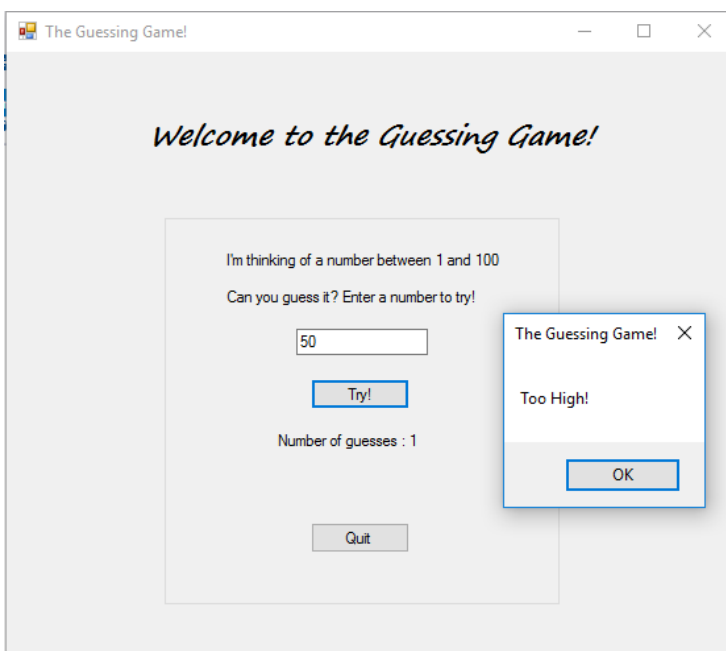 The Guessing Game!
Welcome to the Guessing Game!
I'm thinking of a number between 1 and 100
Can you guess it? Enter a number to try!
50
Try!
Number of guesses : 1
Quit
The Guessing Game!
Too High!
OK